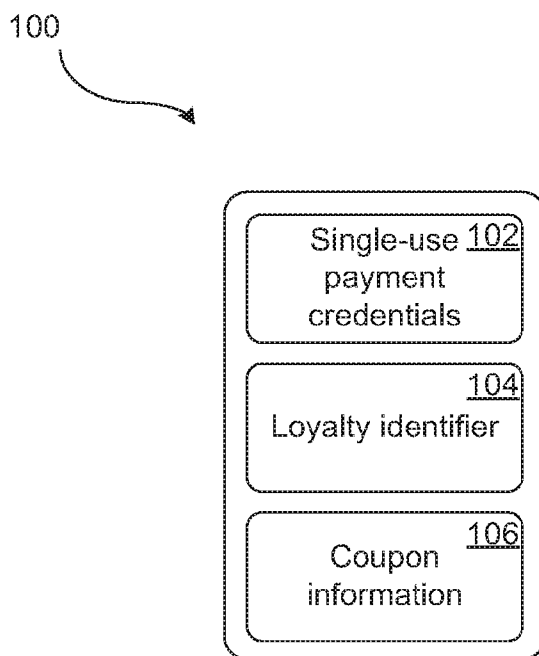 100
Single-use 102
payment
credentials
104
Loyalty identifier
106
Coupon
information